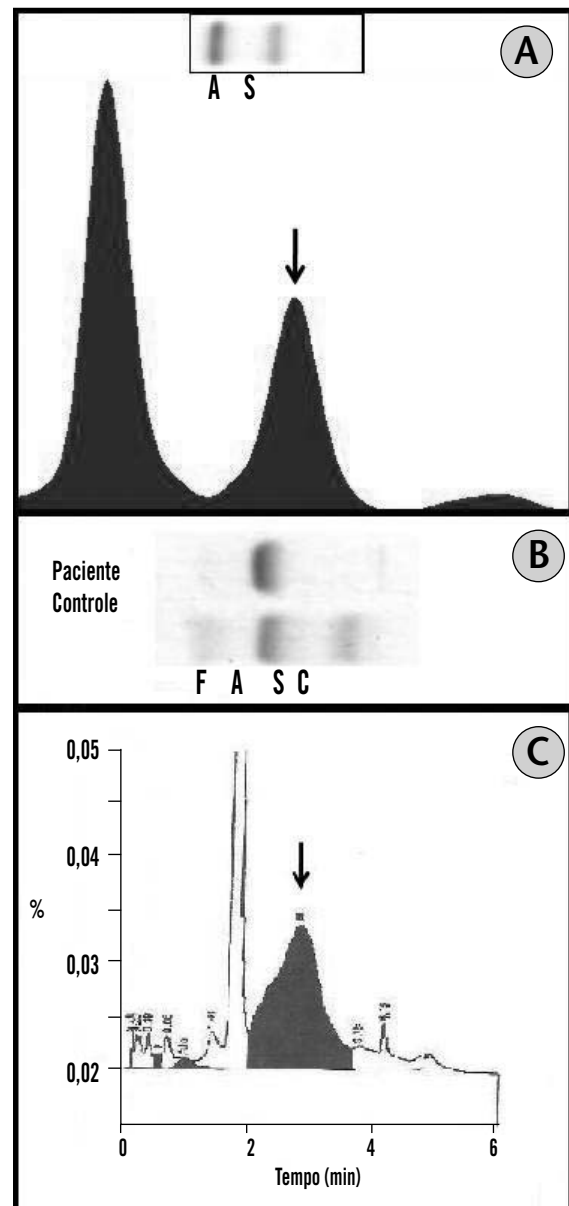 A
A S
B
Paciente
Controle
F A S C
C
0,05
0,04
%
0,03
0,02
0 2 4 6
Tempo (min)